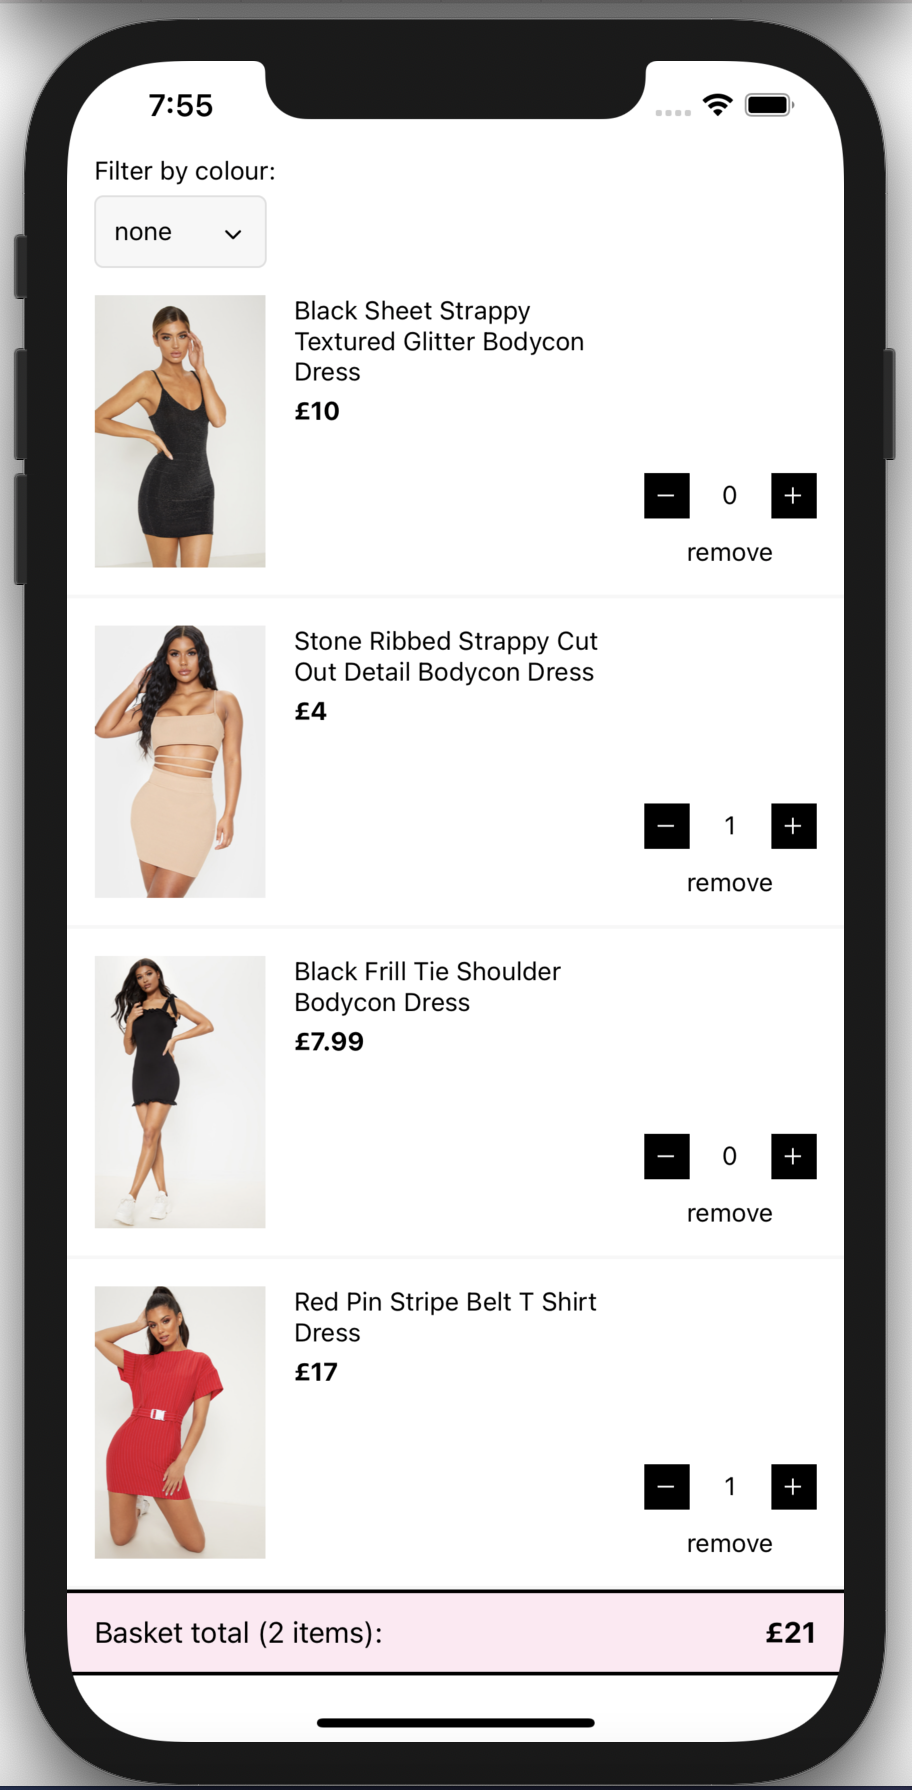 7:55
Filter by colour:
none
Black Sheet Strappy
Textured Glitter Bodycon
Dress
£10
0
remove
Stone Ribbed Strappy Cut
Out Detail Bodycon Dress
£4
1
remove
Black Frill Tie Shoulder
Bodycon Dress
£7.99
0
remove
Red Pin Stripe Belt T Shirt
Dress
£17
1
remove
Basket total (2 items): £21